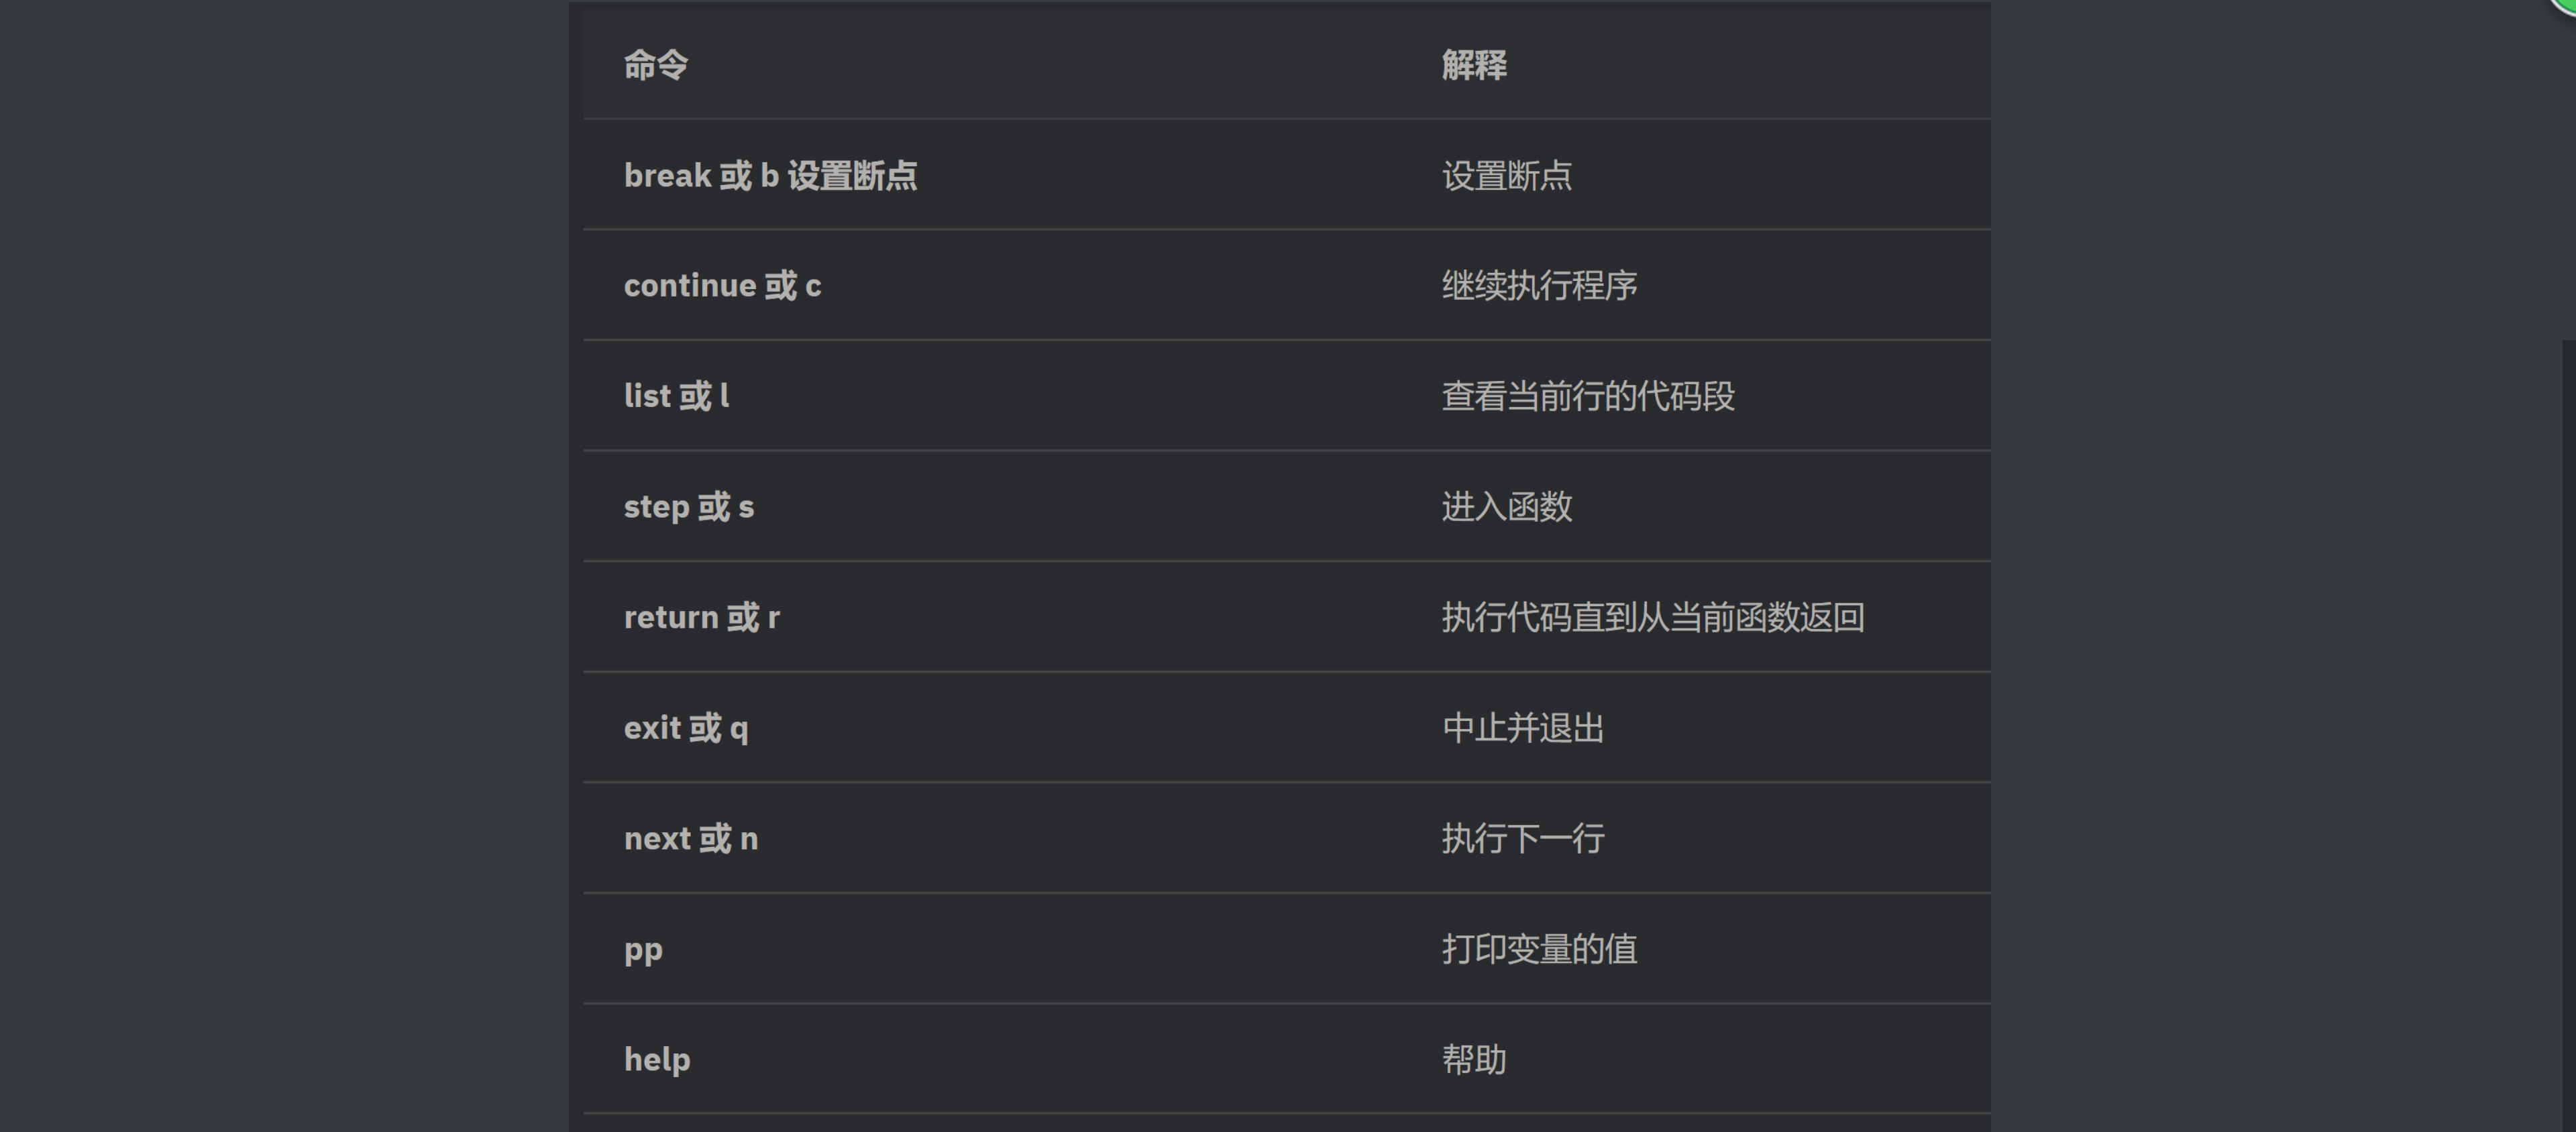 命令 解释
break 或 b 设置断点 设置断点
continue 或 c 继续执行程序
list 或 l 查看当前行的代码段
step 或 s 进入函数
return 或 r 执行代码直到从当前函数返回
exit 或 q 中止并退出
next 或 n 执行下一行
pp 打印变量的值
help 帮助